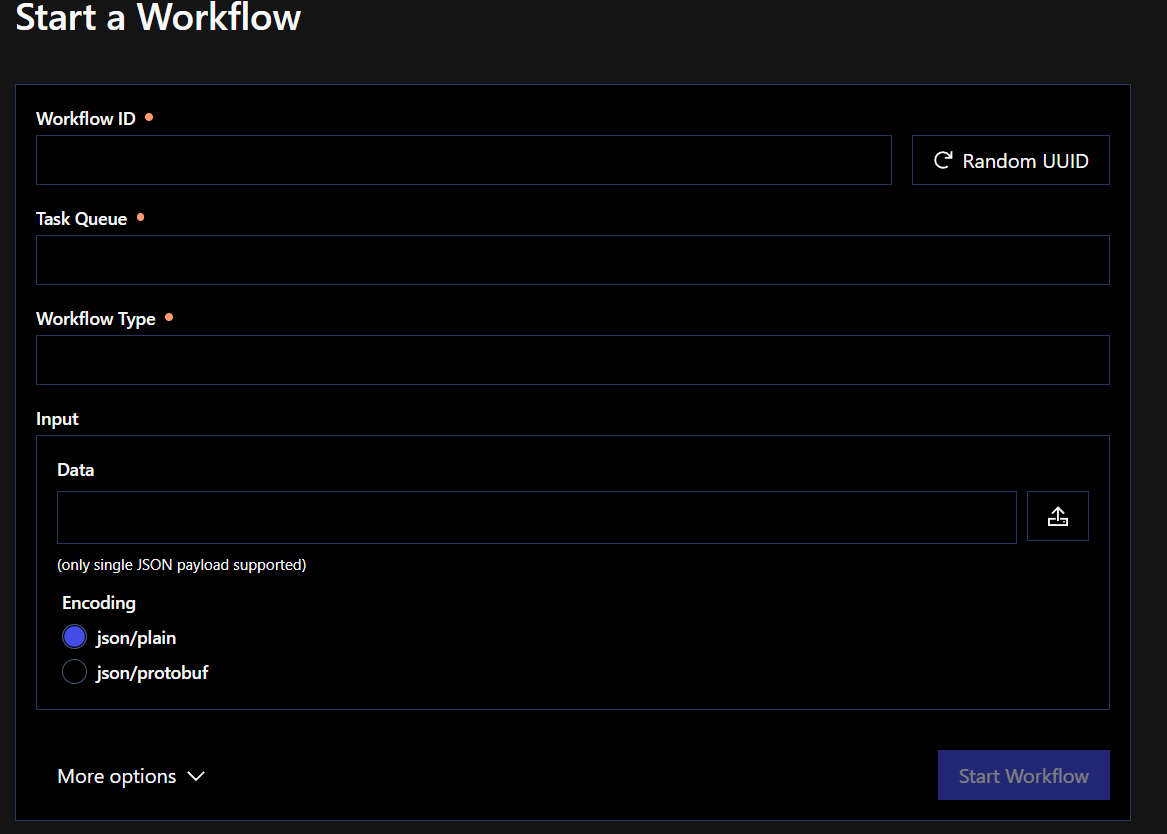 Start a Workflow
Workflow ID
Random UUID
Task Queue
Workflow Type
Input
Data
(only single JSON payload supported)
Encoding
json/plain
json/protobuf
More options
Start Workflow